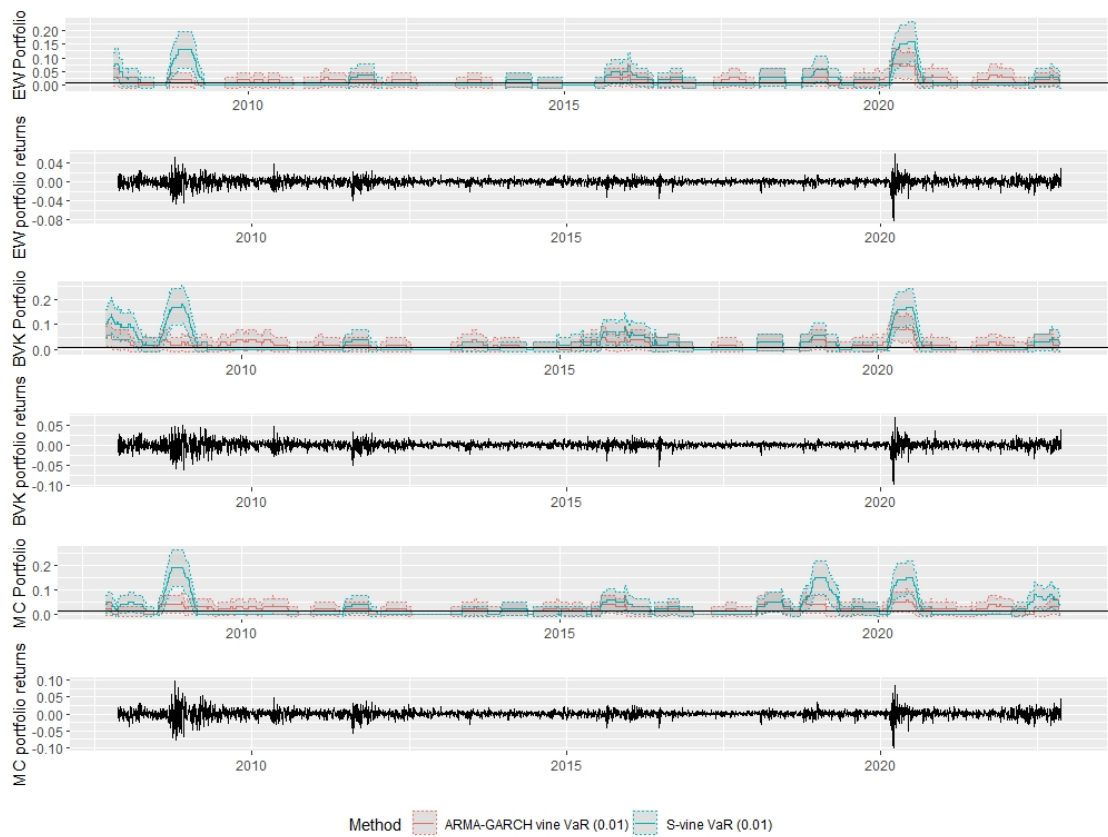 EW Portfolio
0.20
0.15
0.10
0.05
0.00
2010 2015 2020
EW portfolio returns
0.04
0.00
-0.04
-0.08
2010 2015 2020
BVK Portfolio
0.2
0.1
0.0
2010 2015 2020
BVK portfolio returns
0.05
0.00
-0.05
-0.10
2010 2015 2020
MC Portfolio
0.2
0.1
0.0
2010 2015 2020
MC portfolio returns
0.10
0.05
0.00
-0.05
-0.10
2010 2015 2020
Method ARMA-GARCH vine VaR (0.01) S-vine VaR (0.01)